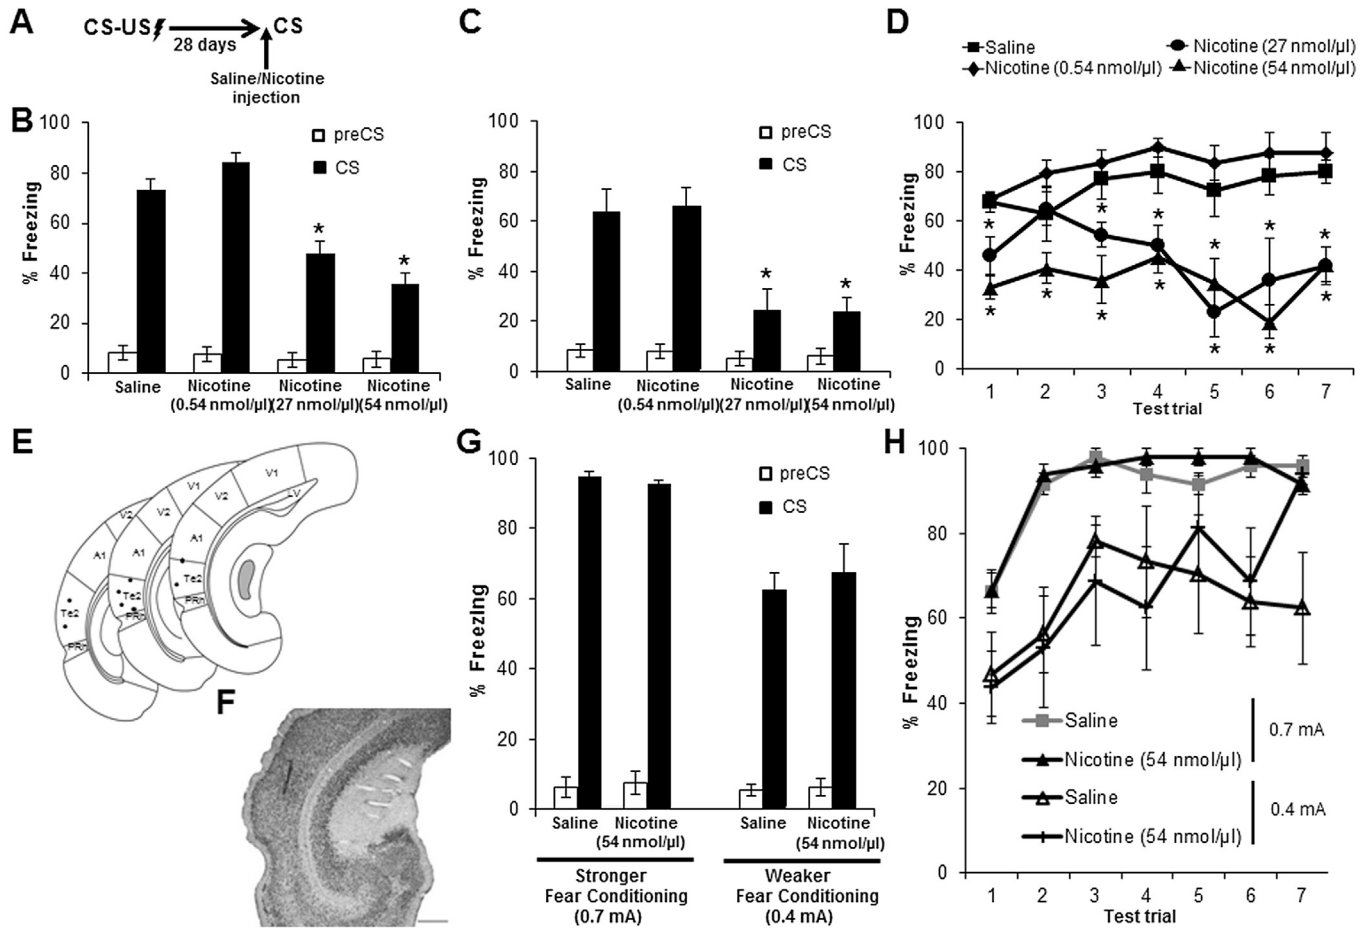 A
CS-US
CS
28 days
Saline/Nicotine
injection
B
preCS
CS
% Freezing
100
80
60
40
20
0
*
*
Saline
Nicotine
(0.54 nmol/µl)
Nicotine
(27 nmol/µl)
Nicotine
(54 nmol/µl)
C
preCS
CS
% Freezing
100
80
60
40
20
0
*
*
Saline
Nicotine
(0.54 nmol/µl)
Nicotine
(27 nmol/µl)
Nicotine
(54 nmol/µl)
D
Saline
Nicotine (27 nmol/µl)
Nicotine (0.54 nmol/µl)
Nicotine (54 nmol/µl)
% Freezing
100
80
60
40
20
0
* * * * * *
* * * * * * *
1 2 3 4 5 6 7
Test trial
E
V1
LV
V1
V2
V2
V2
A1
A1
A1
Te2
Te2
Te2
PRh
PRh
PRh
F
G
preCS
CS
% Freezing
100
80
60
40
20
0
Saline
Nicotine
(54 nmol/µl)
Saline
Nicotine
(54 nmol/µl)
Stronger
Fear Conditioning
(0.7 mA)
Weaker
Fear Conditioning
(0.4 mA)
H
% Freezing
100
80
60
40
20
0
Saline
Nicotine (54 nmol/µl)
0.7 mA
Saline
Nicotine (54 nmol/µl)
0.4 mA
1 2 3 4 5 6 7
Test trial